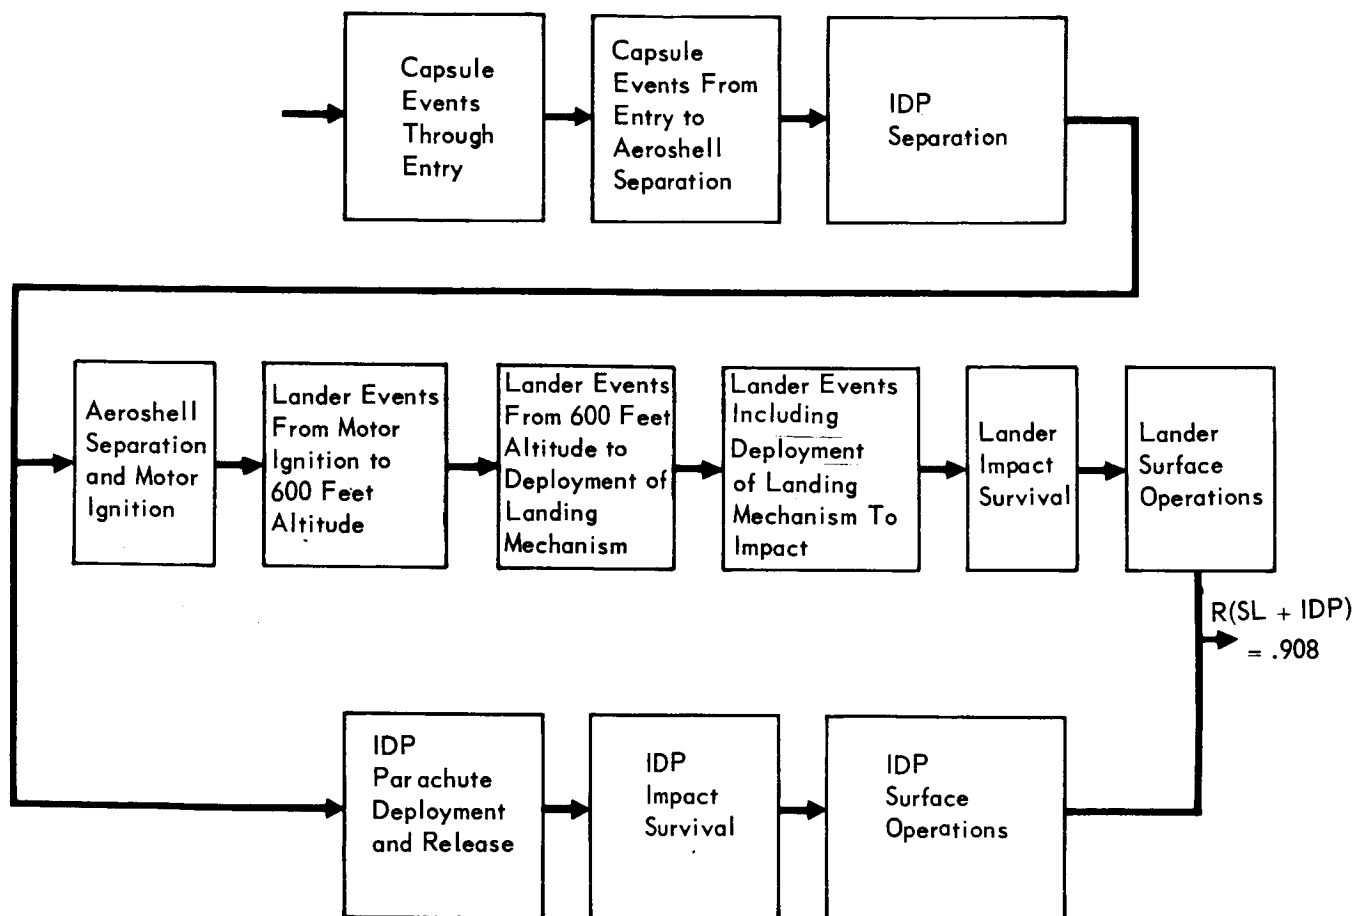 Capsule
Events
Through
Entry
Capsule
Events From
Entry to
Aeroshell
Separation
IDP
Separation
Aeroshell
Separation
and Motor
Ignition
Lander Events
From Motor
Ignition to
600 Feet
Altitude
Lander Events
From 600 Feet
Altitude to
Deployment of
Landing
Mechanism
Lander Events
Including
Deployment
of Landing
Mechanism To
Impact
Lander
Impact
Survival
Lander
Surface
Operations
R(SL + IDP)
= .908
IDP
Parachute
Deployment
and Release
IDP
Impact
Survival
IDP
Surface
Operations